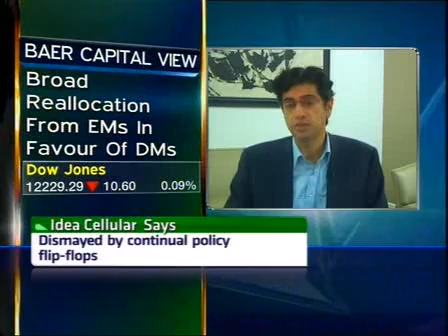 BAER CAPITAL VIEW
Broad
Reallocation
From EMs In
Favour Of DMs
Dow Jones
12229.29 ▼ 10.60 0.09%
Idea Cellular Says
Dismayed by continual policy
flip-flops